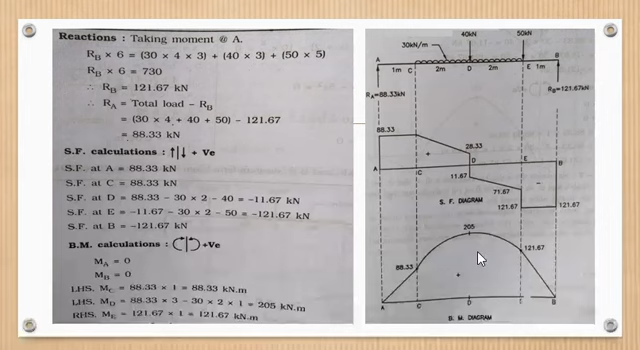 Reactions : Taking moment @ A.
R_B × 6 = (30 × 4 × 3) + (40 × 3) + (50 × 5)
R_B × 6 = 730
∴ R_B = 121.67 kN
∴ R_A = Total load – R_B
= (30 × 4 + 40 + 50) - 121.67
= 88.33 kN
S.F. calculations : ↑|↓ + Ve
S.F. at A = 88.33 kN
S.F. at C = 88.33 kN
S.F. at D = 88.33 – 30 × 2 – 40 = –11.67 kN
S.F. at E = –11.67 – 30 × 2 – 50 = –121.67 kN
S.F. at B = –121.67 kN
B.M. calculations : +Ve
M_A = 0
M_B = 0
LHS. M_C = 88.33 × 1 = 88.33 kN.m
LHS. M_D = 88.33 × 3 – 30 × 2 × 1 = 205 kN.m
RHS. M_E = 121.67 × 1 = 121.67 kN.m
40kN 50kN
30kN/m
A B
1m C 2m D 2m E 1m
R_A=88.33kN R_B=121.67kN
88.33
28.33
+ D E B
A C
11.67
71.67 –
S. F. DIAGRAM 121.67 121.67
205
121.67
88.33
+
A C D E B
B. M. DIAGRAM